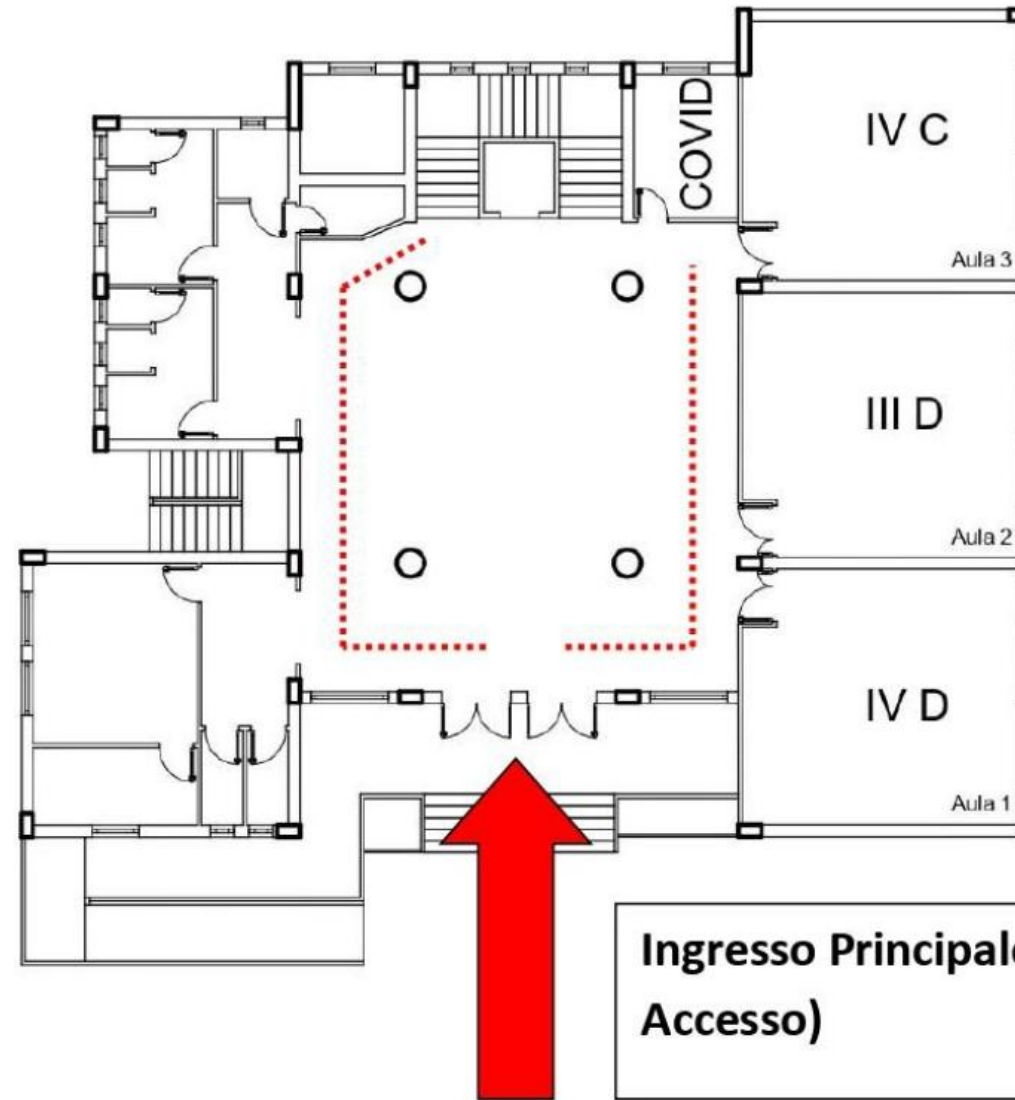 COVID
IV C
Aula 3
III D
Aula 2
IV D
Aula 1
Ingresso Principale
Accesso)